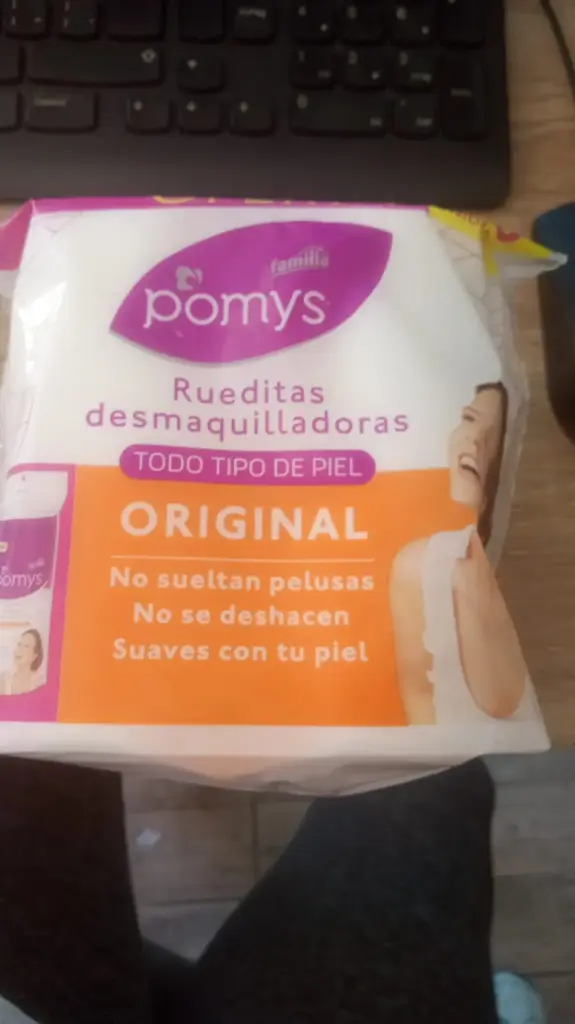 familia
pomys
Rueditas
desmaquilladoras
TODO TIPO DE PIEL
ORIGINAL
No sueltan pelusas
No se deshacen
Suaves con tu piel
pomys